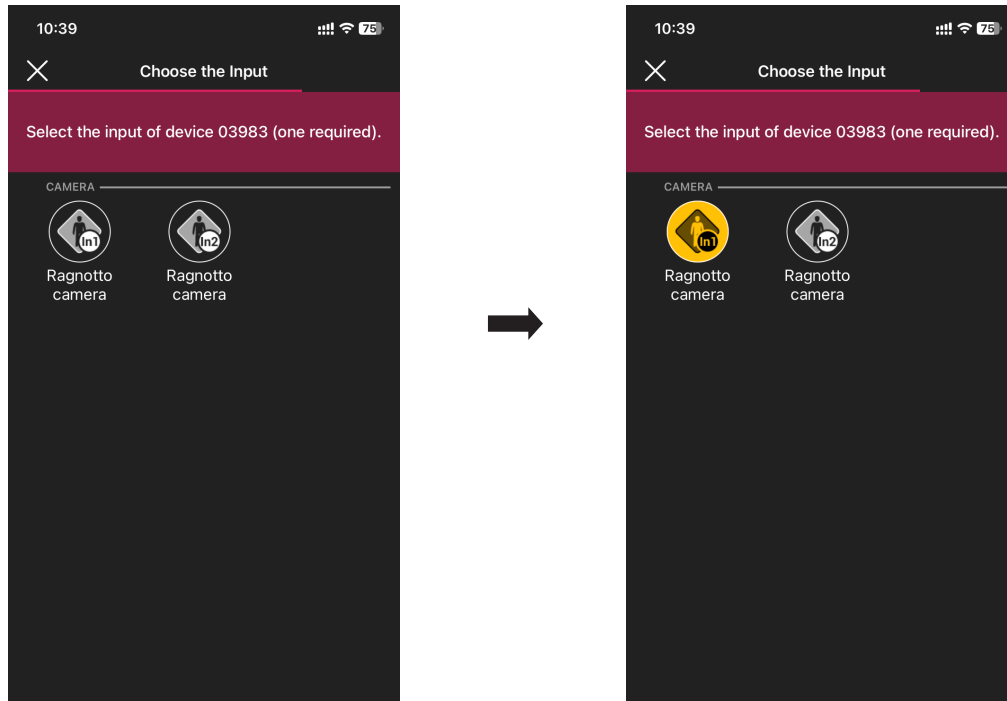 10:39
75
Choose the Input
Select the input of device 03983 (one required).
CAMERA
In1
In2
Ragnotto
camera
Ragnotto
camera
10:39
75
Choose the Input
Select the input of device 03983 (one required).
CAMERA
In1
In2
Ragnotto
camera
Ragnotto
camera